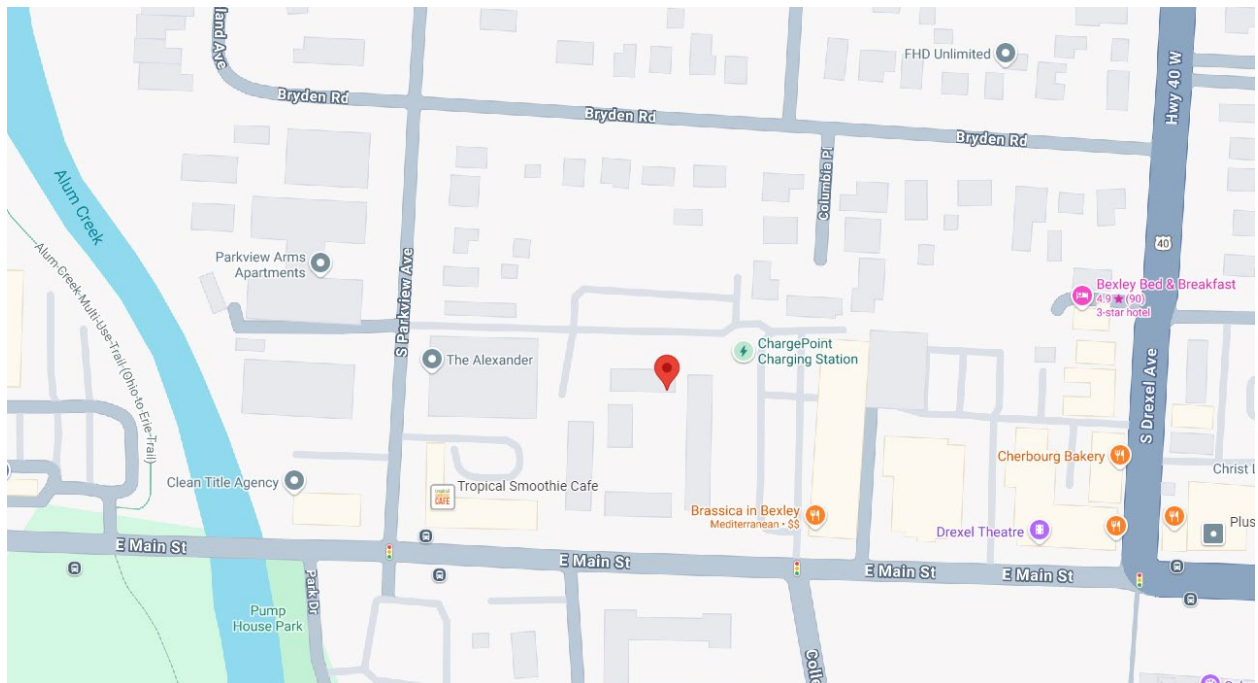 land Ave
Bryden Rd
Bryden Rd
Bryden Rd
FHD Unlimited
Hwy 40 W
Alum Creek
Alum-Creek-Multi-Use-Trail-(Ohio-to-Erie-Trail)
Parkview Arms
Apartments
S Parkview Ave
Columbia Pl
40
Bexley Bed & Breakfast
4.9 ★ (90)
3-star hotel
The Alexander
ChargePoint
Charging Station
S Drexel Ave
Clean Title Agency
TROPICAL SMOOTHIE CAFE
Tropical Smoothie Cafe
Brassica in Bexley
Mediterranean • $$
Cherbourg Bakery
Christ L
Drexel Theatre
Plus
E Main St
E Main St
E Main St
E Main St
Park Dr
Pump
House Park
Colle